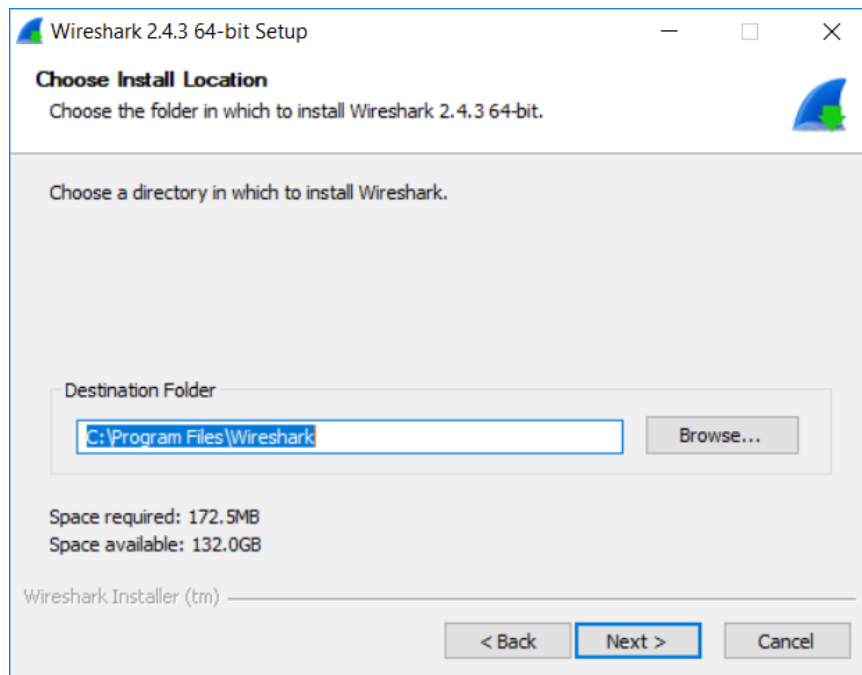 Wireshark 2.4.3 64-bit Setup
Choose Install Location
Choose the folder in which to install Wireshark 2.4.3 64-bit.
Choose a directory in which to install Wireshark.
Destination Folder
C:\Program Files\Wireshark
Browse...
Space required: 172.5MB
Space available: 132.0GB
Wireshark Installer (tm)
< Back Next > Cancel